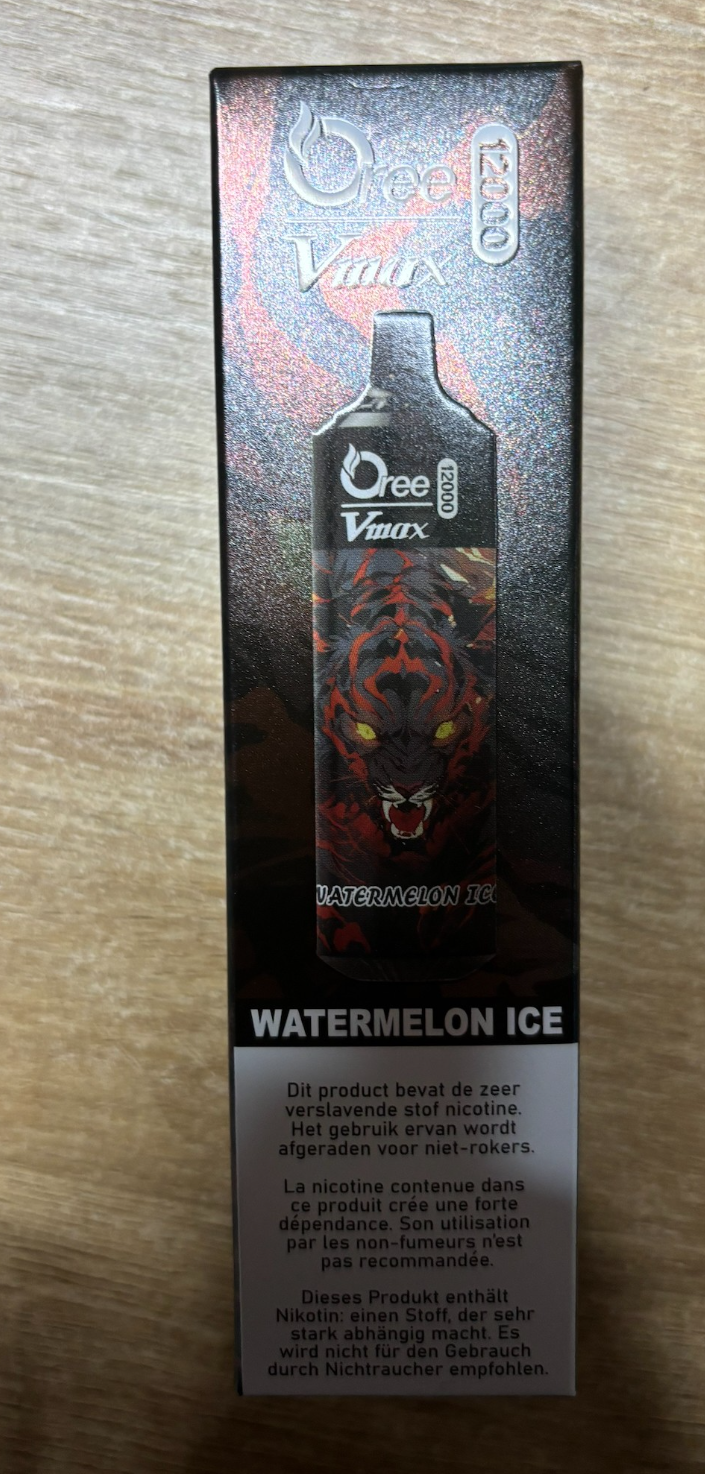 Oree
12000
Vmax
Oree
12000
Vmax
WATERMELON ICE
WATERMELON ICE
Dit product bevat de zeer
verslavende stof nicotine.
Het gebruik ervan wordt
afgeraden voor niet-rokers.
La nicotine contenue dans
ce produit crée une forte
dépendance. Son utilisation
par les non-fumeurs n'est
pas recommandée.
Dieses Produkt enthält
Nikotin: einen Stoff, der sehr
stark abhängig macht. Es
wird nicht für den Gebrauch
durch Nichtraucher empfohlen.